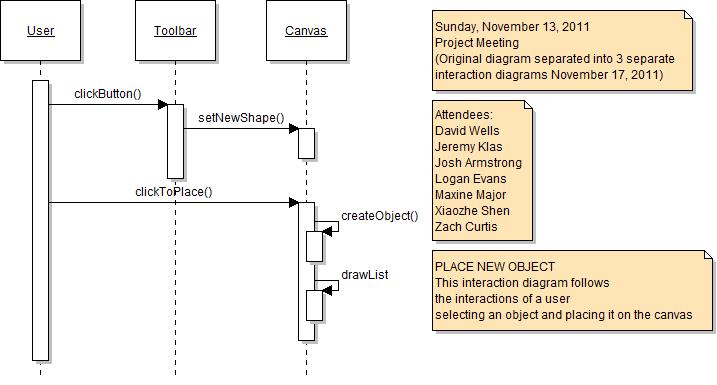 User
Toolbar
Canvas
clickButton()
setNewShape()
clickToPlace()
createObject()
drawList
Sunday, November 13, 2011
Project Meeting
(Original diagram separated into 3 separate
interaction diagrams November 17, 2011)
Attendees:
David Wells
Jeremy Klas
Josh Armstrong
Logan Evans
Maxine Major
Xiaozhe Shen
Zach Curtis
PLACE NEW OBJECT
This interaction diagram follows
the interactions of a user
selecting an object and placing it on the canvas